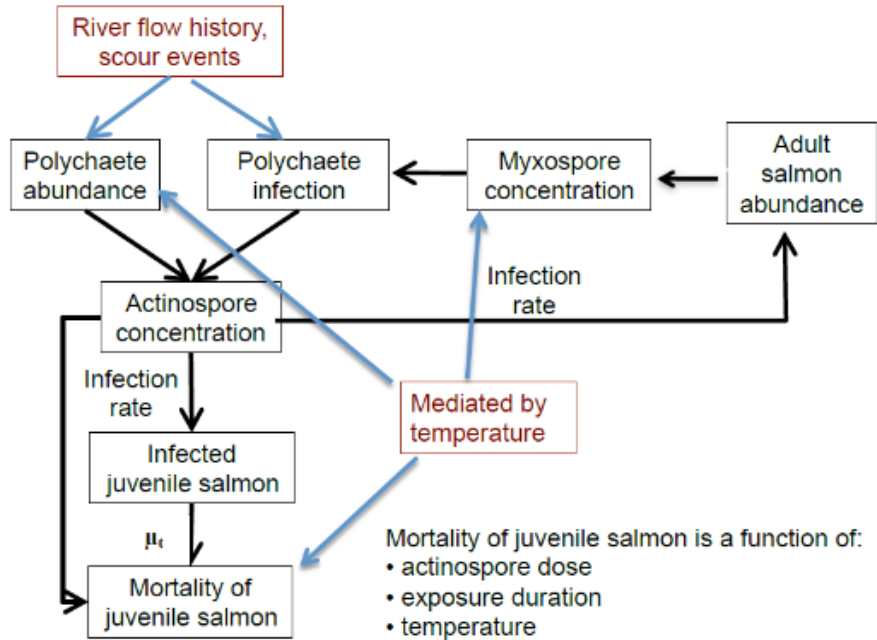 River flow history,
scour events
Polychaete
abundance
Polychaete
infection
Myxospore
concentration
Adult
salmon
abundance
Infection
rate
Actinospore
concentration
Infection
rate
Mediated by
temperature
Infected
juvenile salmon
μt
Mortality of
juvenile salmon
Mortality of juvenile salmon is a function of:
• actinospore dose
• exposure duration
• temperature